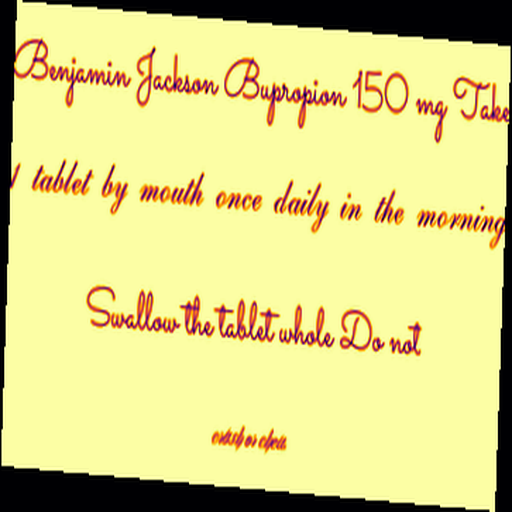 Benjamin Jackson Bupropion 150 mg Take
1 tablet by mouth once daily in the morning
Swallow the tablet whole Do not
or